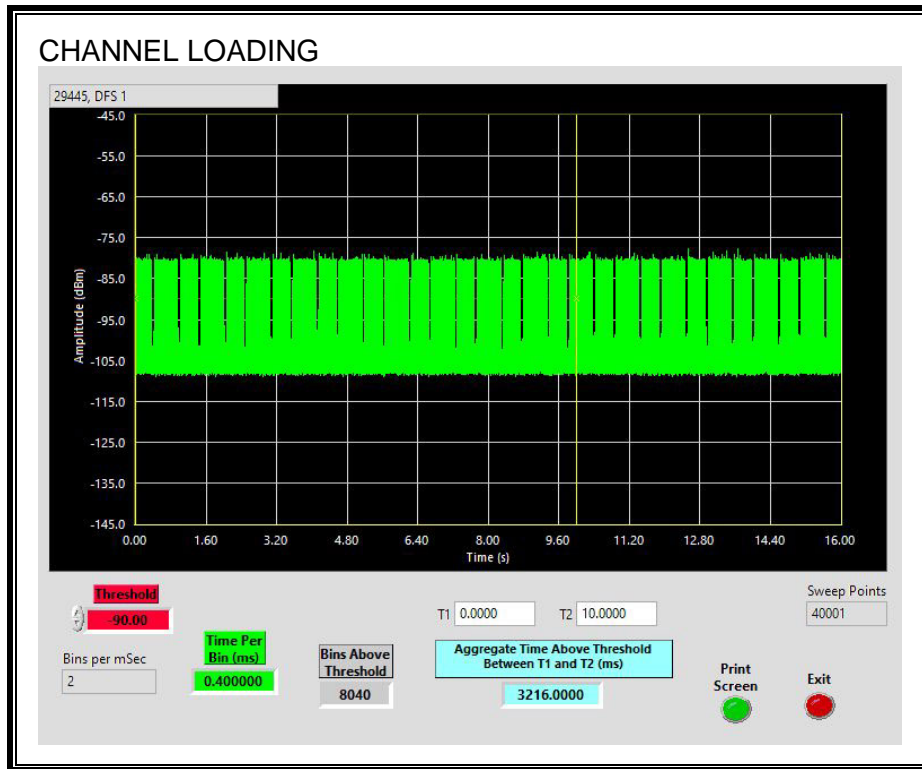 CHANNEL LOADING
29445, DFS 1
-45.0
-55.0
-65.0
-75.0
-85.0
-95.0
-105.0
-115.0
-125.0
-135.0
-145.0
Amplitude (dBm)
0.00 1.60 3.20 4.80 6.40 8.00 9.60 11.20 12.80 14.40 16.00
Time (s)
Threshold
-90.00
Bins per mSec
2
Time Per
Bin (ms)
0.400000
Bins Above
Threshold
8040
T1 0.0000 T2 10.0000
Aggregate Time Above Threshold
Between T1 and T2 (ms)
3216.0000
Sweep Points
40001
Print
Screen
Exit